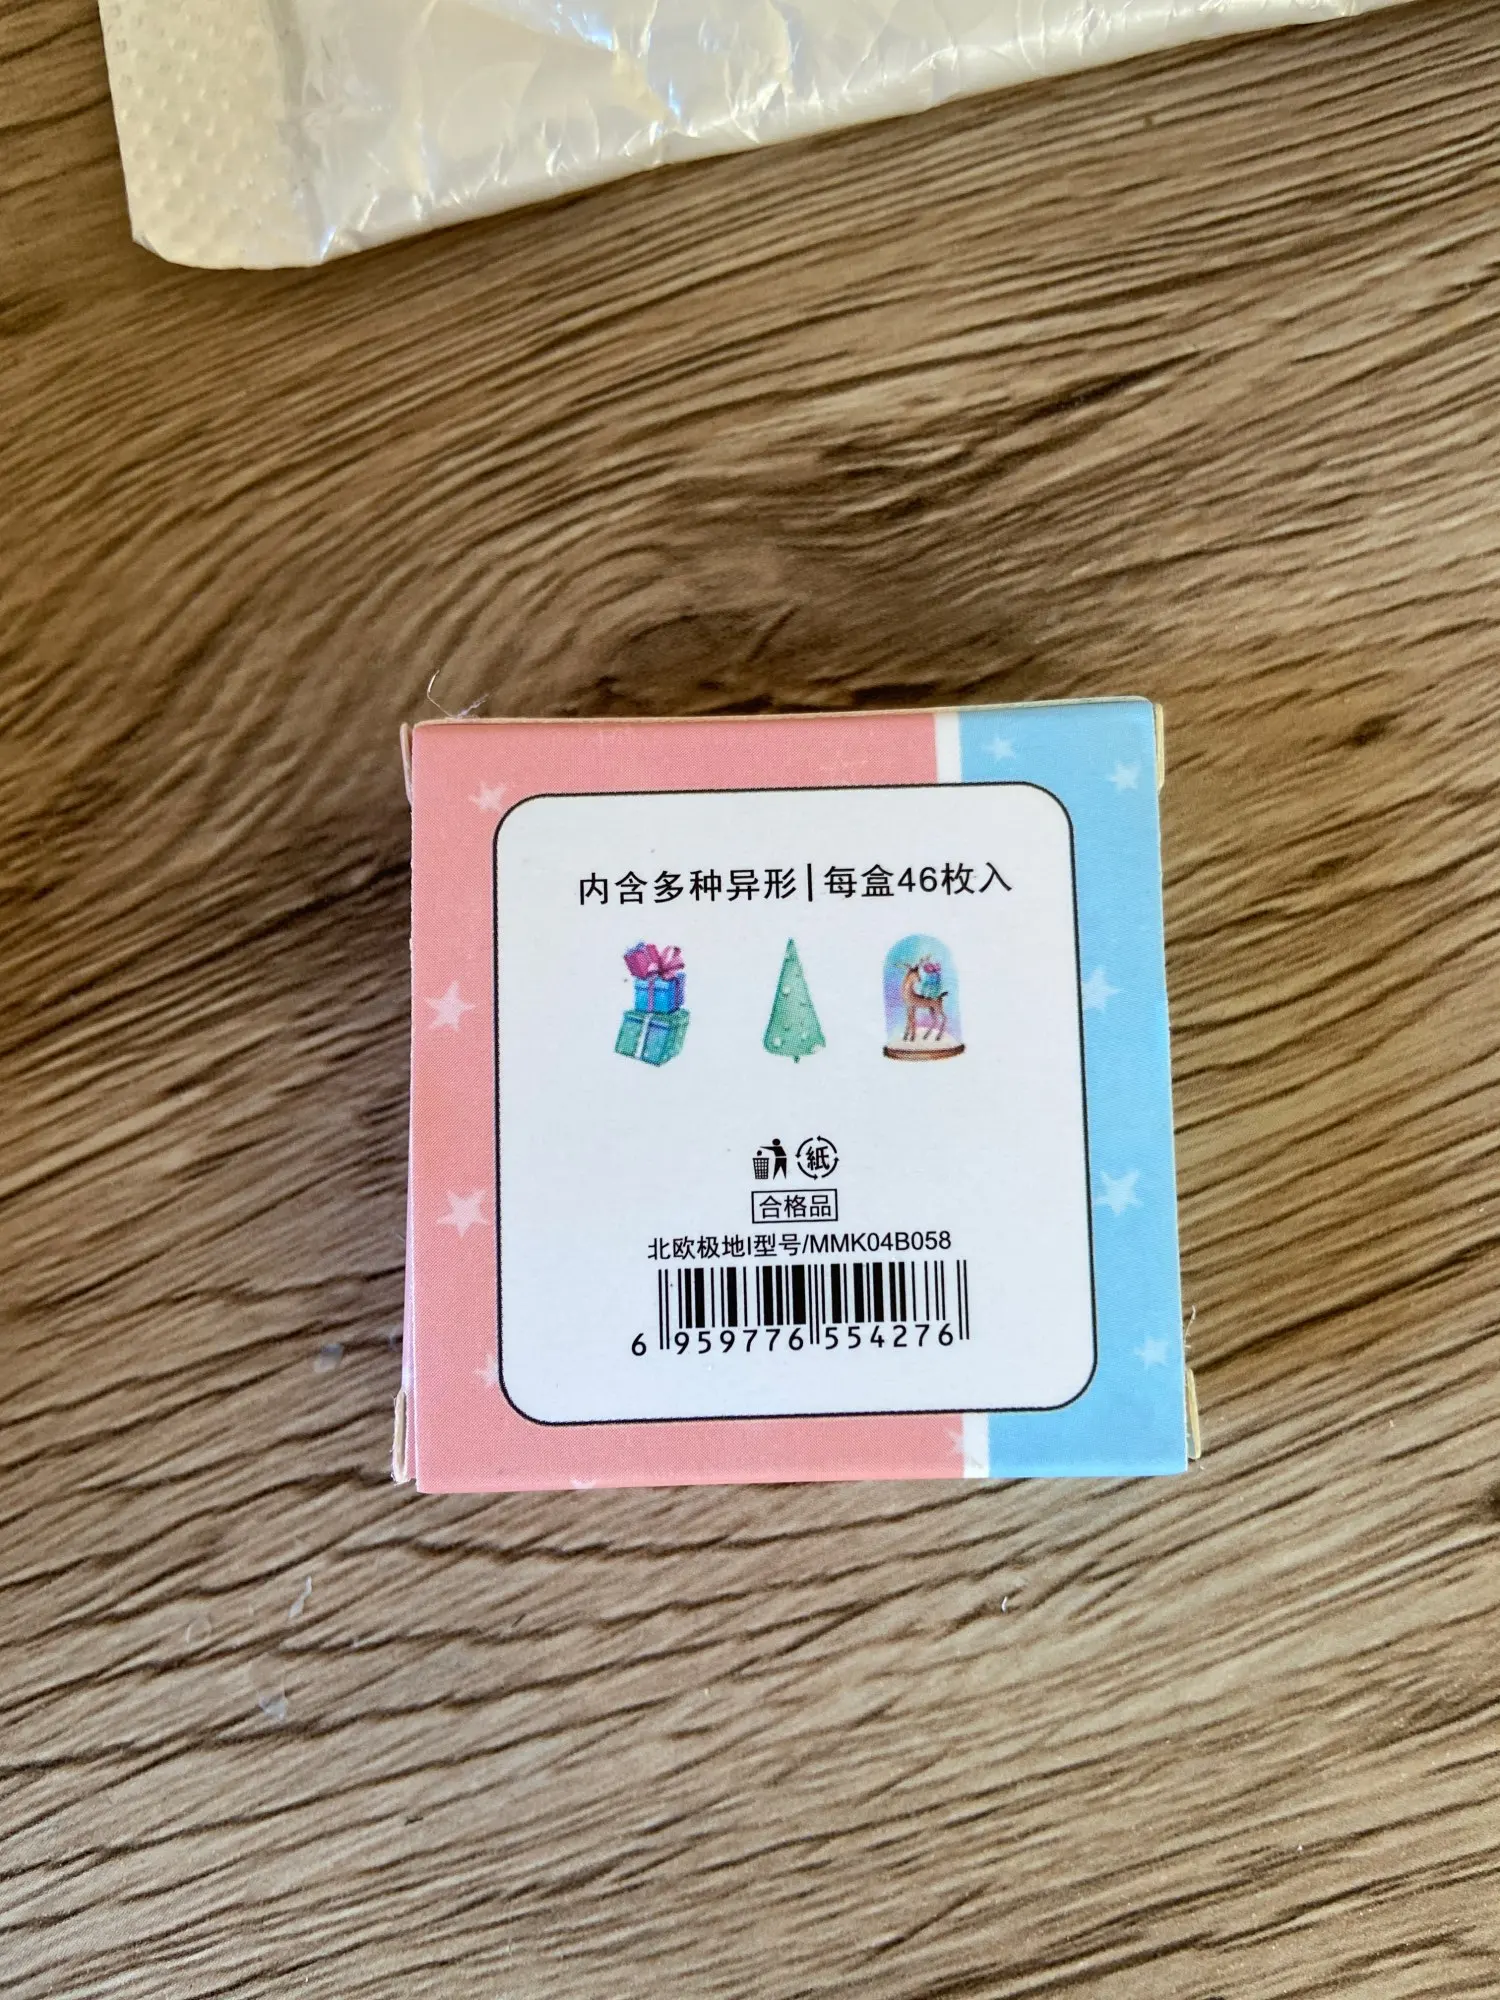 内含多种异形|每盒46枚入
紙
合格品
北欧极地|型号/MMK04B058
6 959776 554276